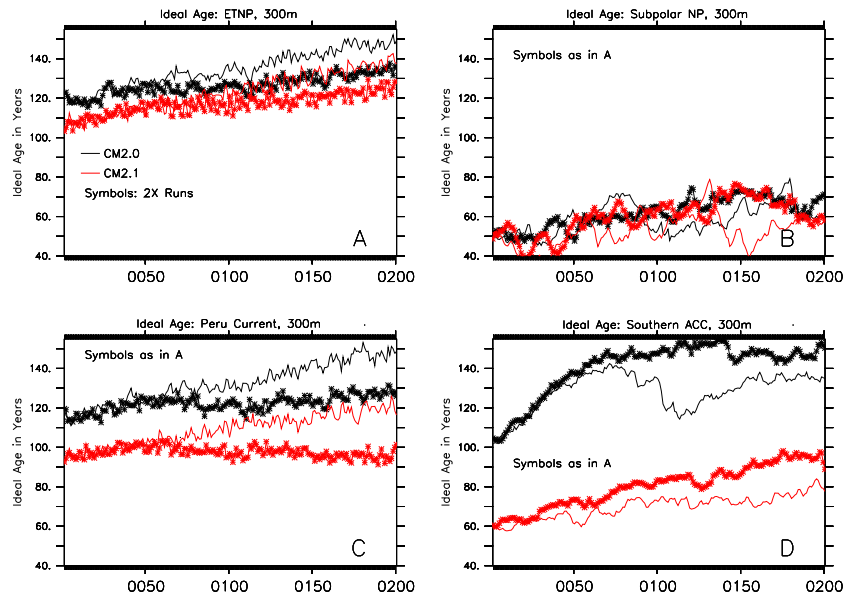 Ideal Age: ETNP, 300m
Ideal Age in Years
140.
120.
100.
80.
60.
40.
CM2.0
CM2.1
Symbols: 2X Runs
A
0050 0100 0150 0200
Ideal Age: Subpolar NP, 300m
Ideal Age in Years
140.
120.
100.
80.
60.
40.
Symbols as in A
B
0050 0100 0150 0200
Ideal Age: Peru Current, 300m
Ideal Age in Years
140.
120.
100.
80.
60.
40.
Symbols as in A
C
0050 0100 0150 0200
Ideal Age: Southern ACC, 300m
Ideal Age in Years
140.
120.
100.
80.
60.
40.
Symbols as in A
D
0050 0100 0150 0200